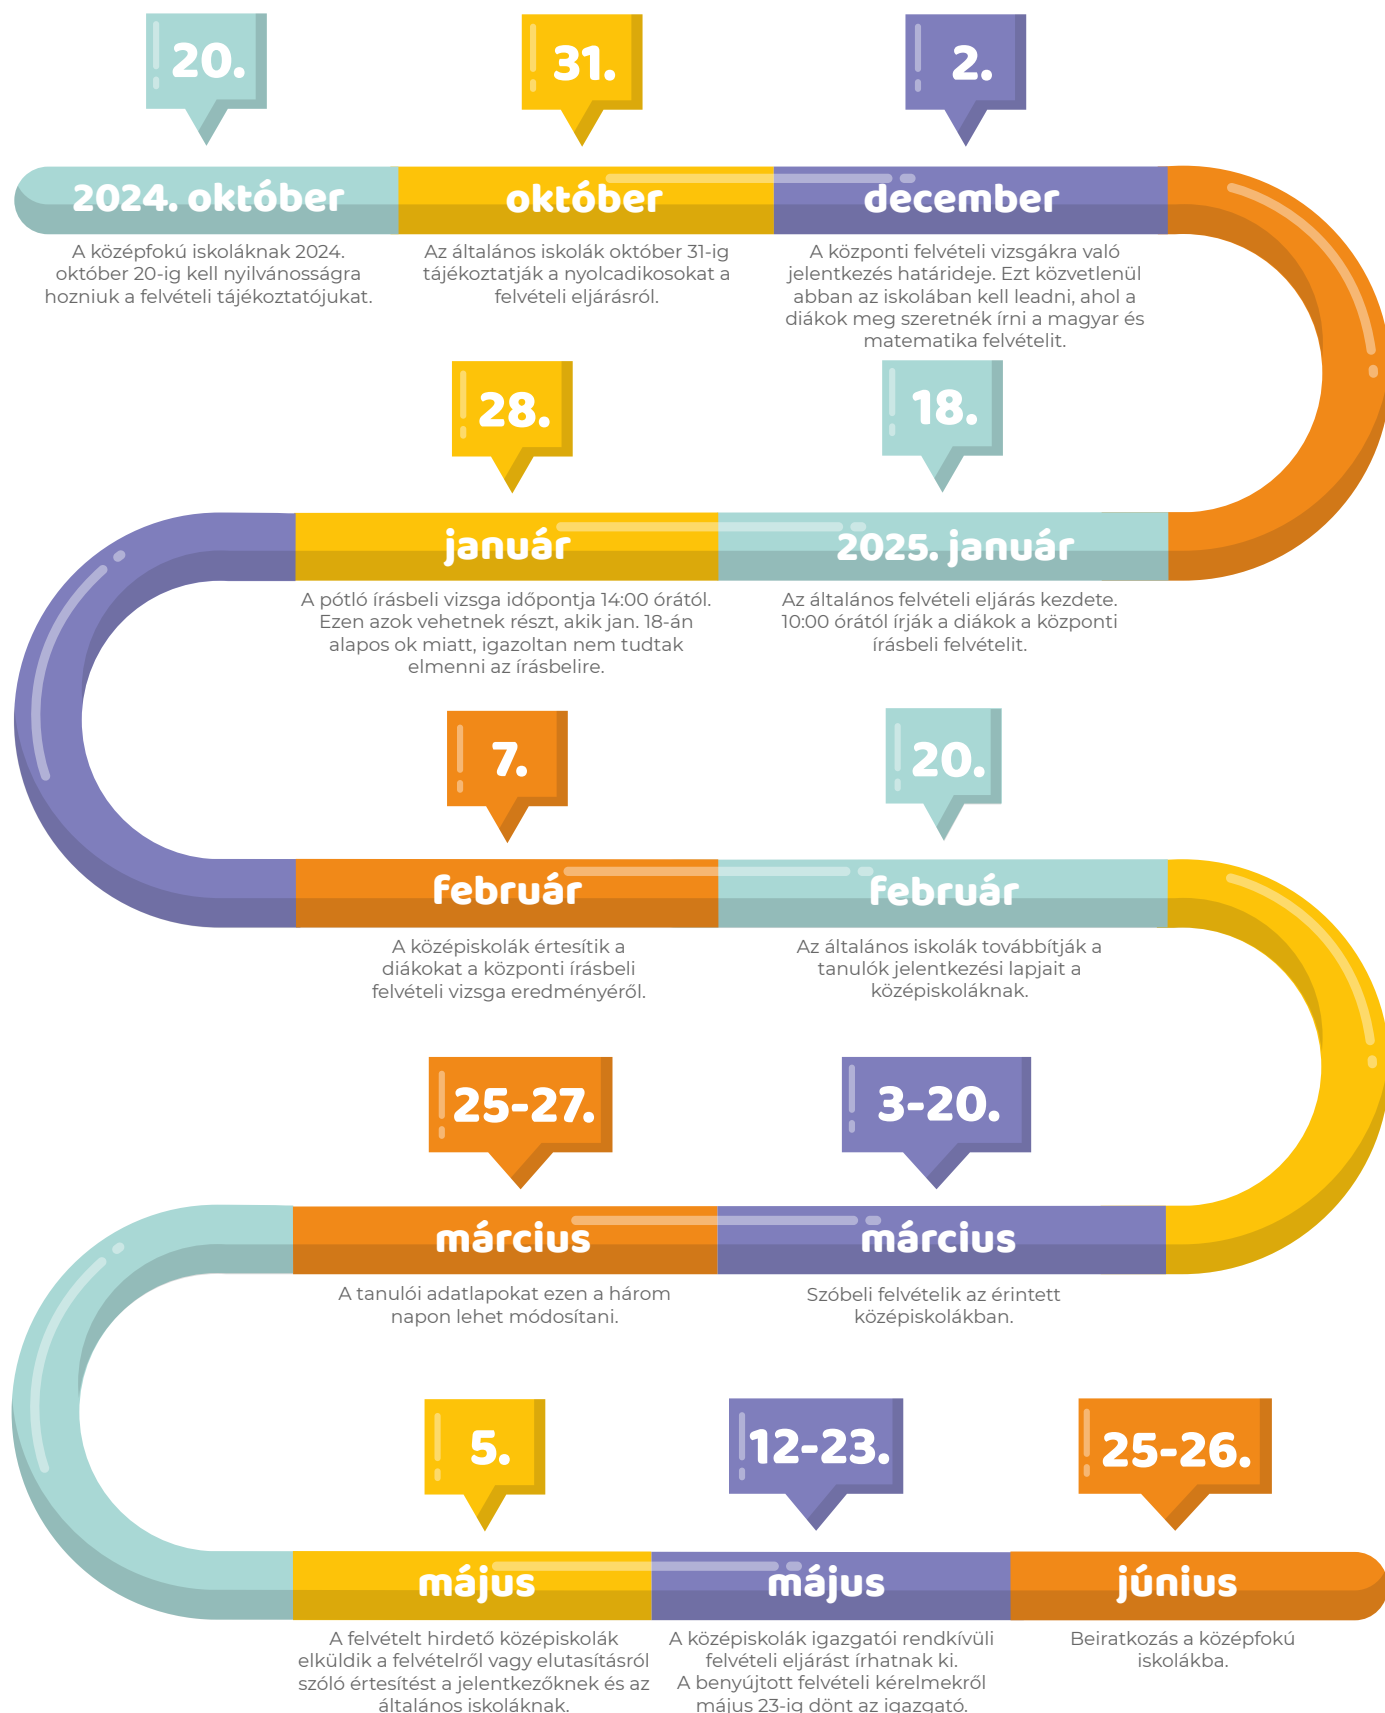 20.
2024. október
A középfokú iskoláknak 2024.
október 20-ig kell nyilvánosságra
hozniuk a felvételi tájékoztatójukat.
31.
október
Az általános iskolák október 31-ig
tájékoztatják a nyolcadikosokat a
felvételi eljárásról.
2.
december
A központi felvételi vizsgákra való
jelentkezés határideje. Ezt közvetlenül
abban az iskolában kell leadni, ahol a
diákok meg szeretnék írni a magyar és
matematika felvételit.
18.
2025. január
Az általános felvételi eljárás kezdete.
10:00 órától írják a diákok a központi
írásbeli felvételit.
28.
január
A pótló írásbeli vizsga időpontja 14:00 órától.
Ezen azok vehetnek részt, akik jan. 18-án
alapos ok miatt, igazoltan nem tudtak
elmenni az írásbelire.
7.
február
A középiskolák értesítik a
diákokat a központi írásbeli
felvételi vizsga eredményéről.
20.
február
Az általános iskolák továbbítják a
tanulók jelentkezési lapjait a
középiskoláknak.
3-20.
március
Szóbeli felvételik az érintett
középiskolákban.
25-27.
március
A tanulói adatlapokat ezen a három
napon lehet módosítani.
5.
május
A felvételt hirdető középiskolák
elküldik a felvételről vagy elutasításról
szóló értesítést a jelentkezőknek és az
általános iskoláknak.
12-23.
május
A középiskolák igazgatói rendkívüli
felvételi eljárást írhatnak ki.
A benyújtott felvételi kérelmekről
május 23-ig dönt az igazgató.
25-26.
június
Beiratkozás a középfokú
iskolákba.